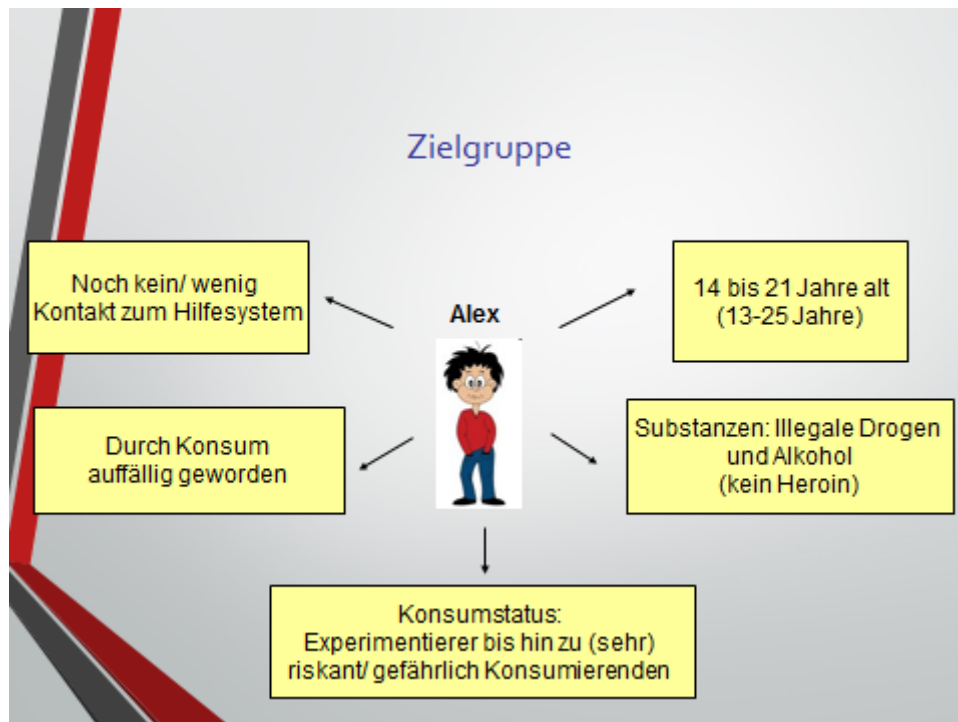 Zielgruppe
Noch kein/ wenig
Kontakt zum Hilfesystem
Alex
14 bis 21 Jahre alt
(13-25 Jahre)
Durch Konsum
auffällig geworden
Substanzen: Illegale Drogen
und Alkohol
(kein Heroin)
Konsumstatus:
Experimentierer bis hin zu (sehr)
riskant/ gefährlich Konsumierenden